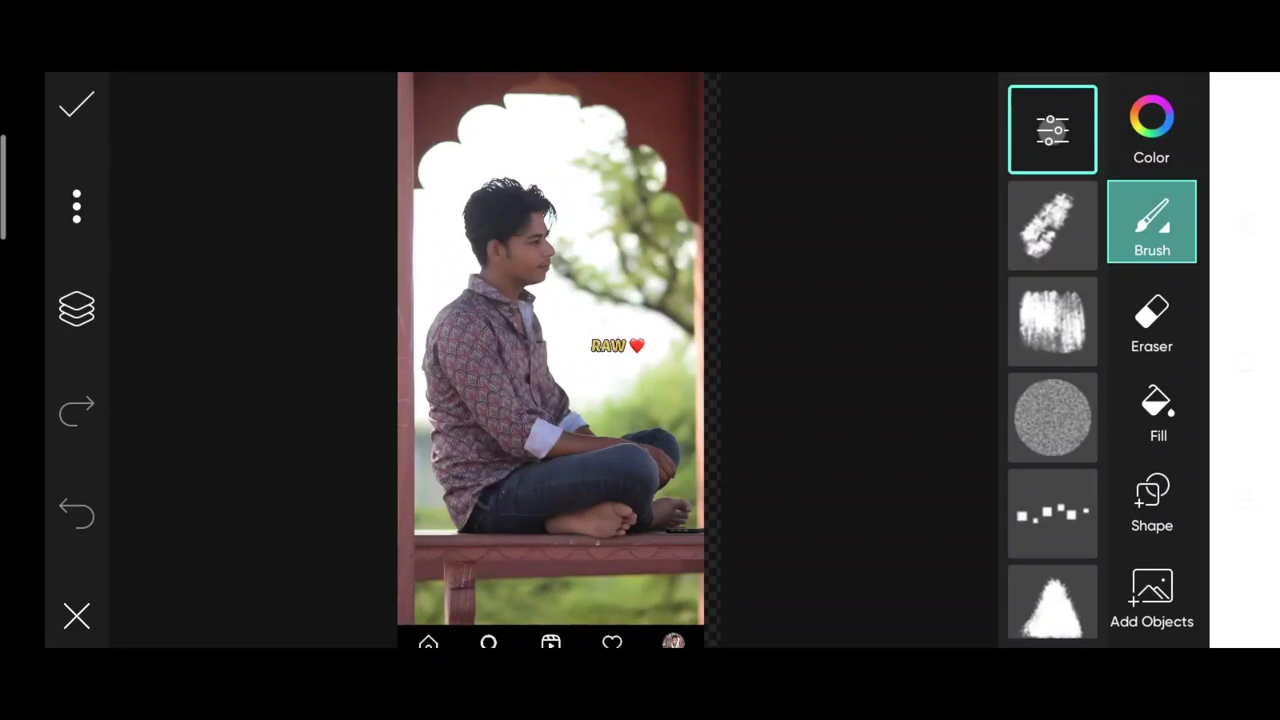 Color
Brush
RAW ❤️
Eraser
Fill
Shape
Add Objects